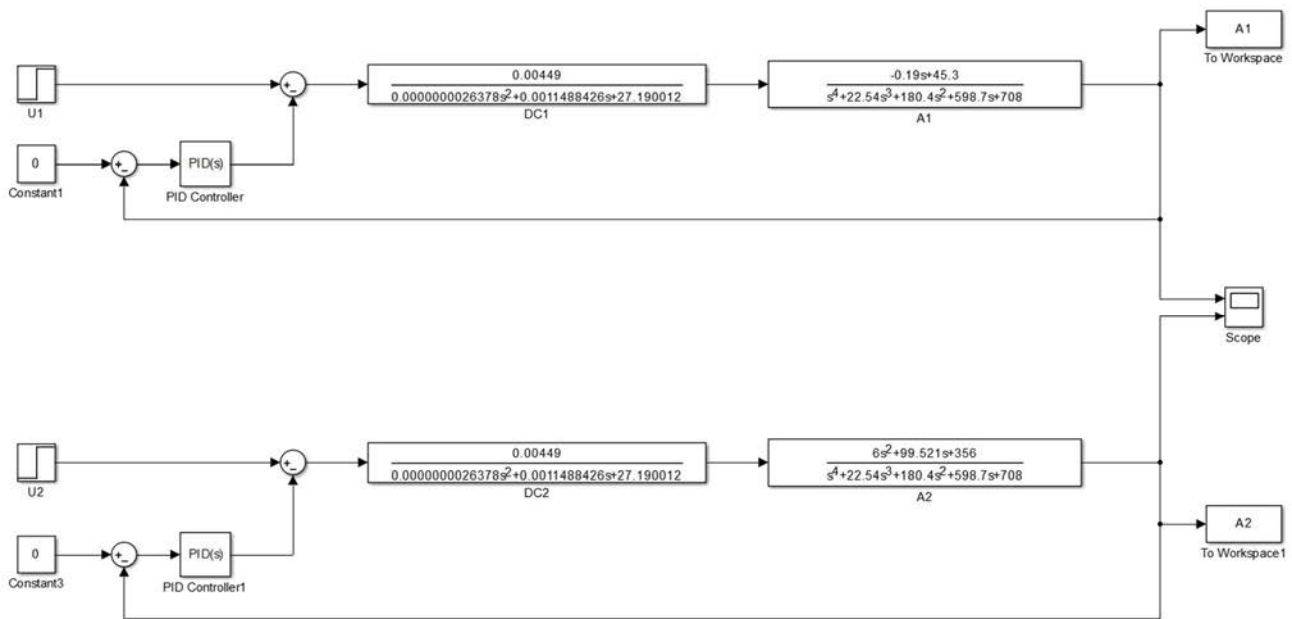 A1
To Workspace
U1
+
-
0.00449
0.0000000026378s²+0.0011488426s+27.190012
DC1
-0.19s+45.3
s⁴+22.54s³+180.4s²+598.7s+708
A1
0
Constant1
+
-
PID(s)
PID Controller
Scope
U2
+
-
0.00449
0.0000000026378s²+0.0011488426s+27.190012
DC2
6s²+99.521s+356
s⁴+22.54s³+180.4s²+598.7s+708
A2
0
Constant3
+
-
PID(s)
PID Controller1
A2
To Workspace1